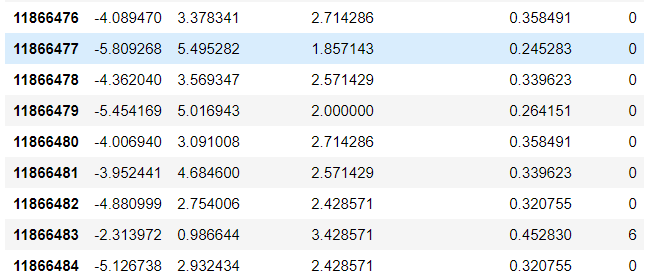 11866476 -4.089470 3.378341 2.714286 0.358491 0
11866477 -5.809268 5.495282 1.857143 0.245283 0
11866478 -4.362040 3.569347 2.571429 0.339623 0
11866479 -5.454169 5.016943 2.000000 0.264151 0
11866480 -4.006940 3.091008 2.714286 0.358491 0
11866481 -3.952441 4.684600 2.571429 0.339623 0
11866482 -4.880999 2.754006 2.428571 0.320755 0
11866483 -2.313972 0.986644 3.428571 0.452830 6
11866484 -5.126738 2.932434 2.428571 0.320755 0